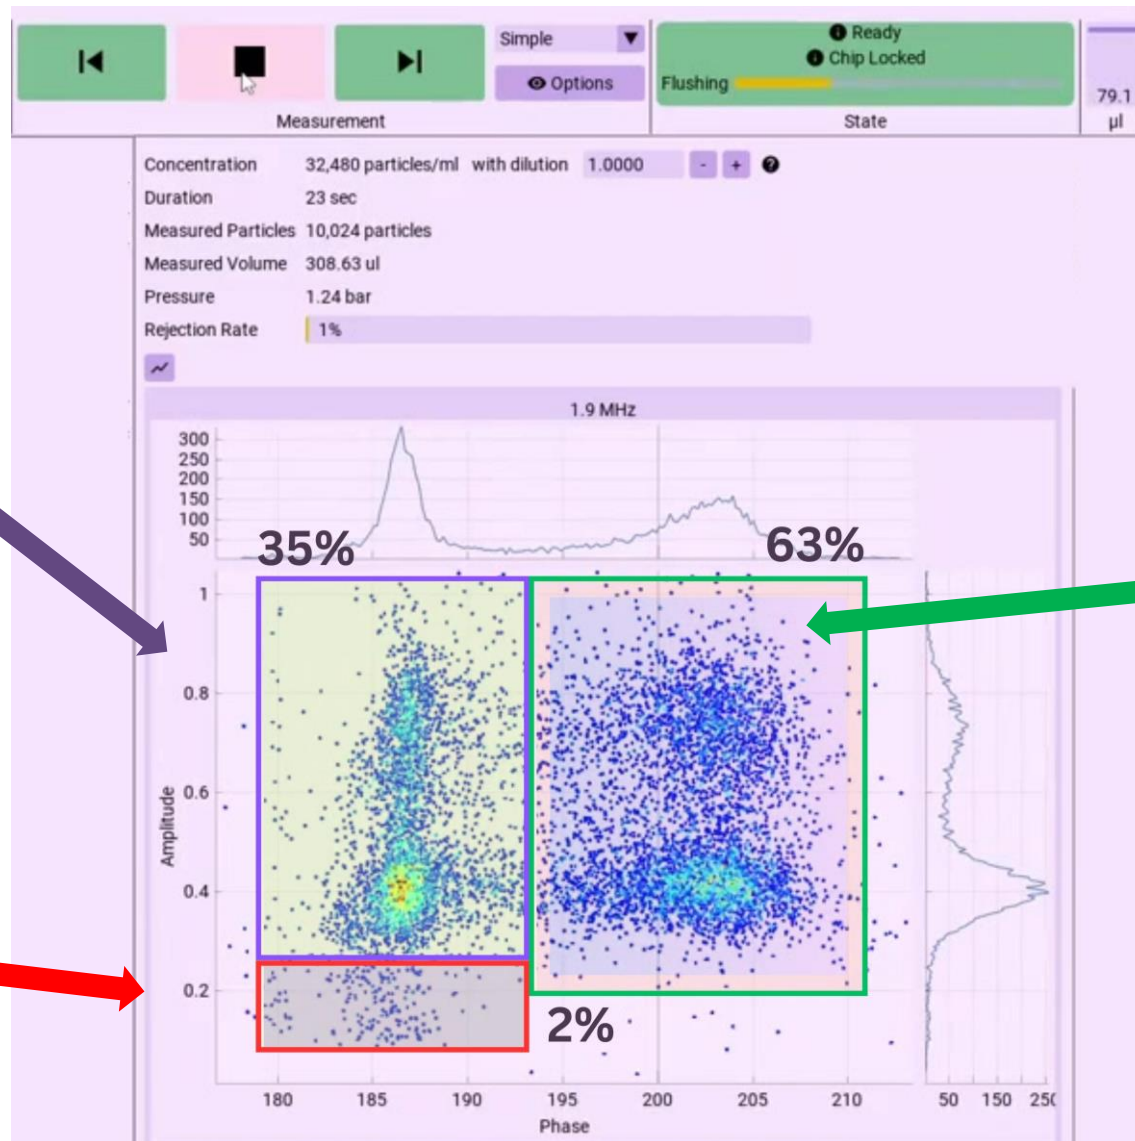 Simple
Options
Measurement
Ready
Chip Locked
Flushing
State
79.1
µl
Concentration 32,480 particles/ml with dilution 1.0000 - +
Duration 23 sec
Measured Particles 10,024 particles
Measured Volume 308.63 ul
Pressure 1.24 bar
Rejection Rate 1%
1.9 MHz
300
250
200
150
100
50
35%
63%
1
0.8
0.6
0.4
0.2
Amplitude
2%
180 185 190 195 200 205 210
50 150 250
Phase